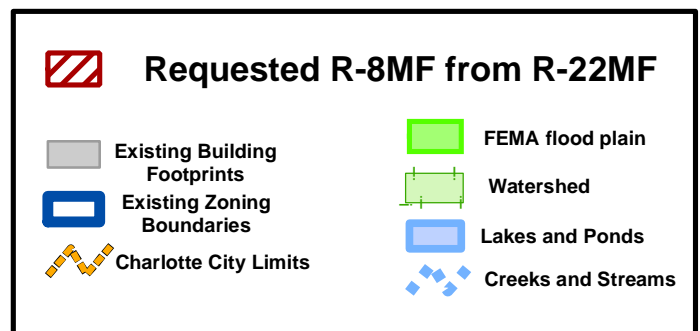 Requested R-8MF from R-22MF
Existing Building
Footprints
Existing Zoning
Boundaries
Charlotte City Limits
FEMA flood plain
Watershed
Lakes and Ponds
Creeks and Streams